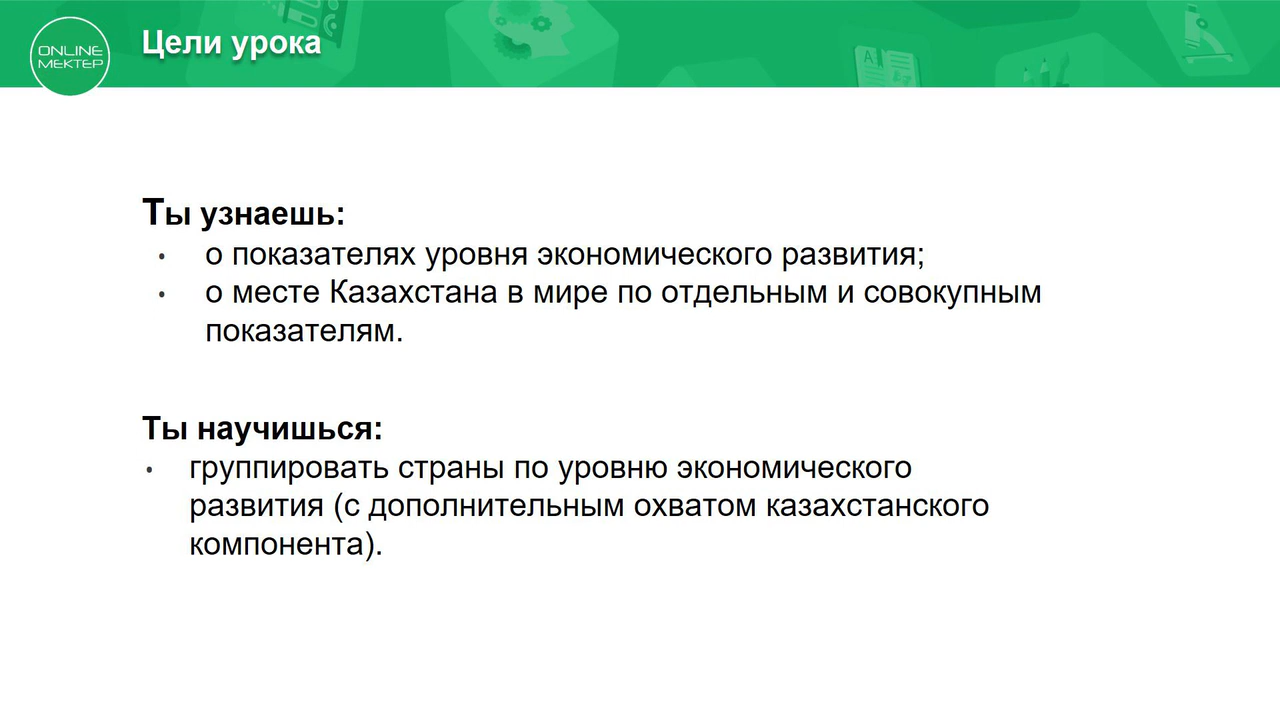 ONLINE
МЕКТЕР
Цели урока
Ты узнаешь:
• о показателях уровня экономического развития;
• о месте Казахстана в мире по отдельным и совокупным
показателям.
Ты научишься:
• группировать страны по уровню экономического
развития (с дополнительным охватом казахстанского
компонента).